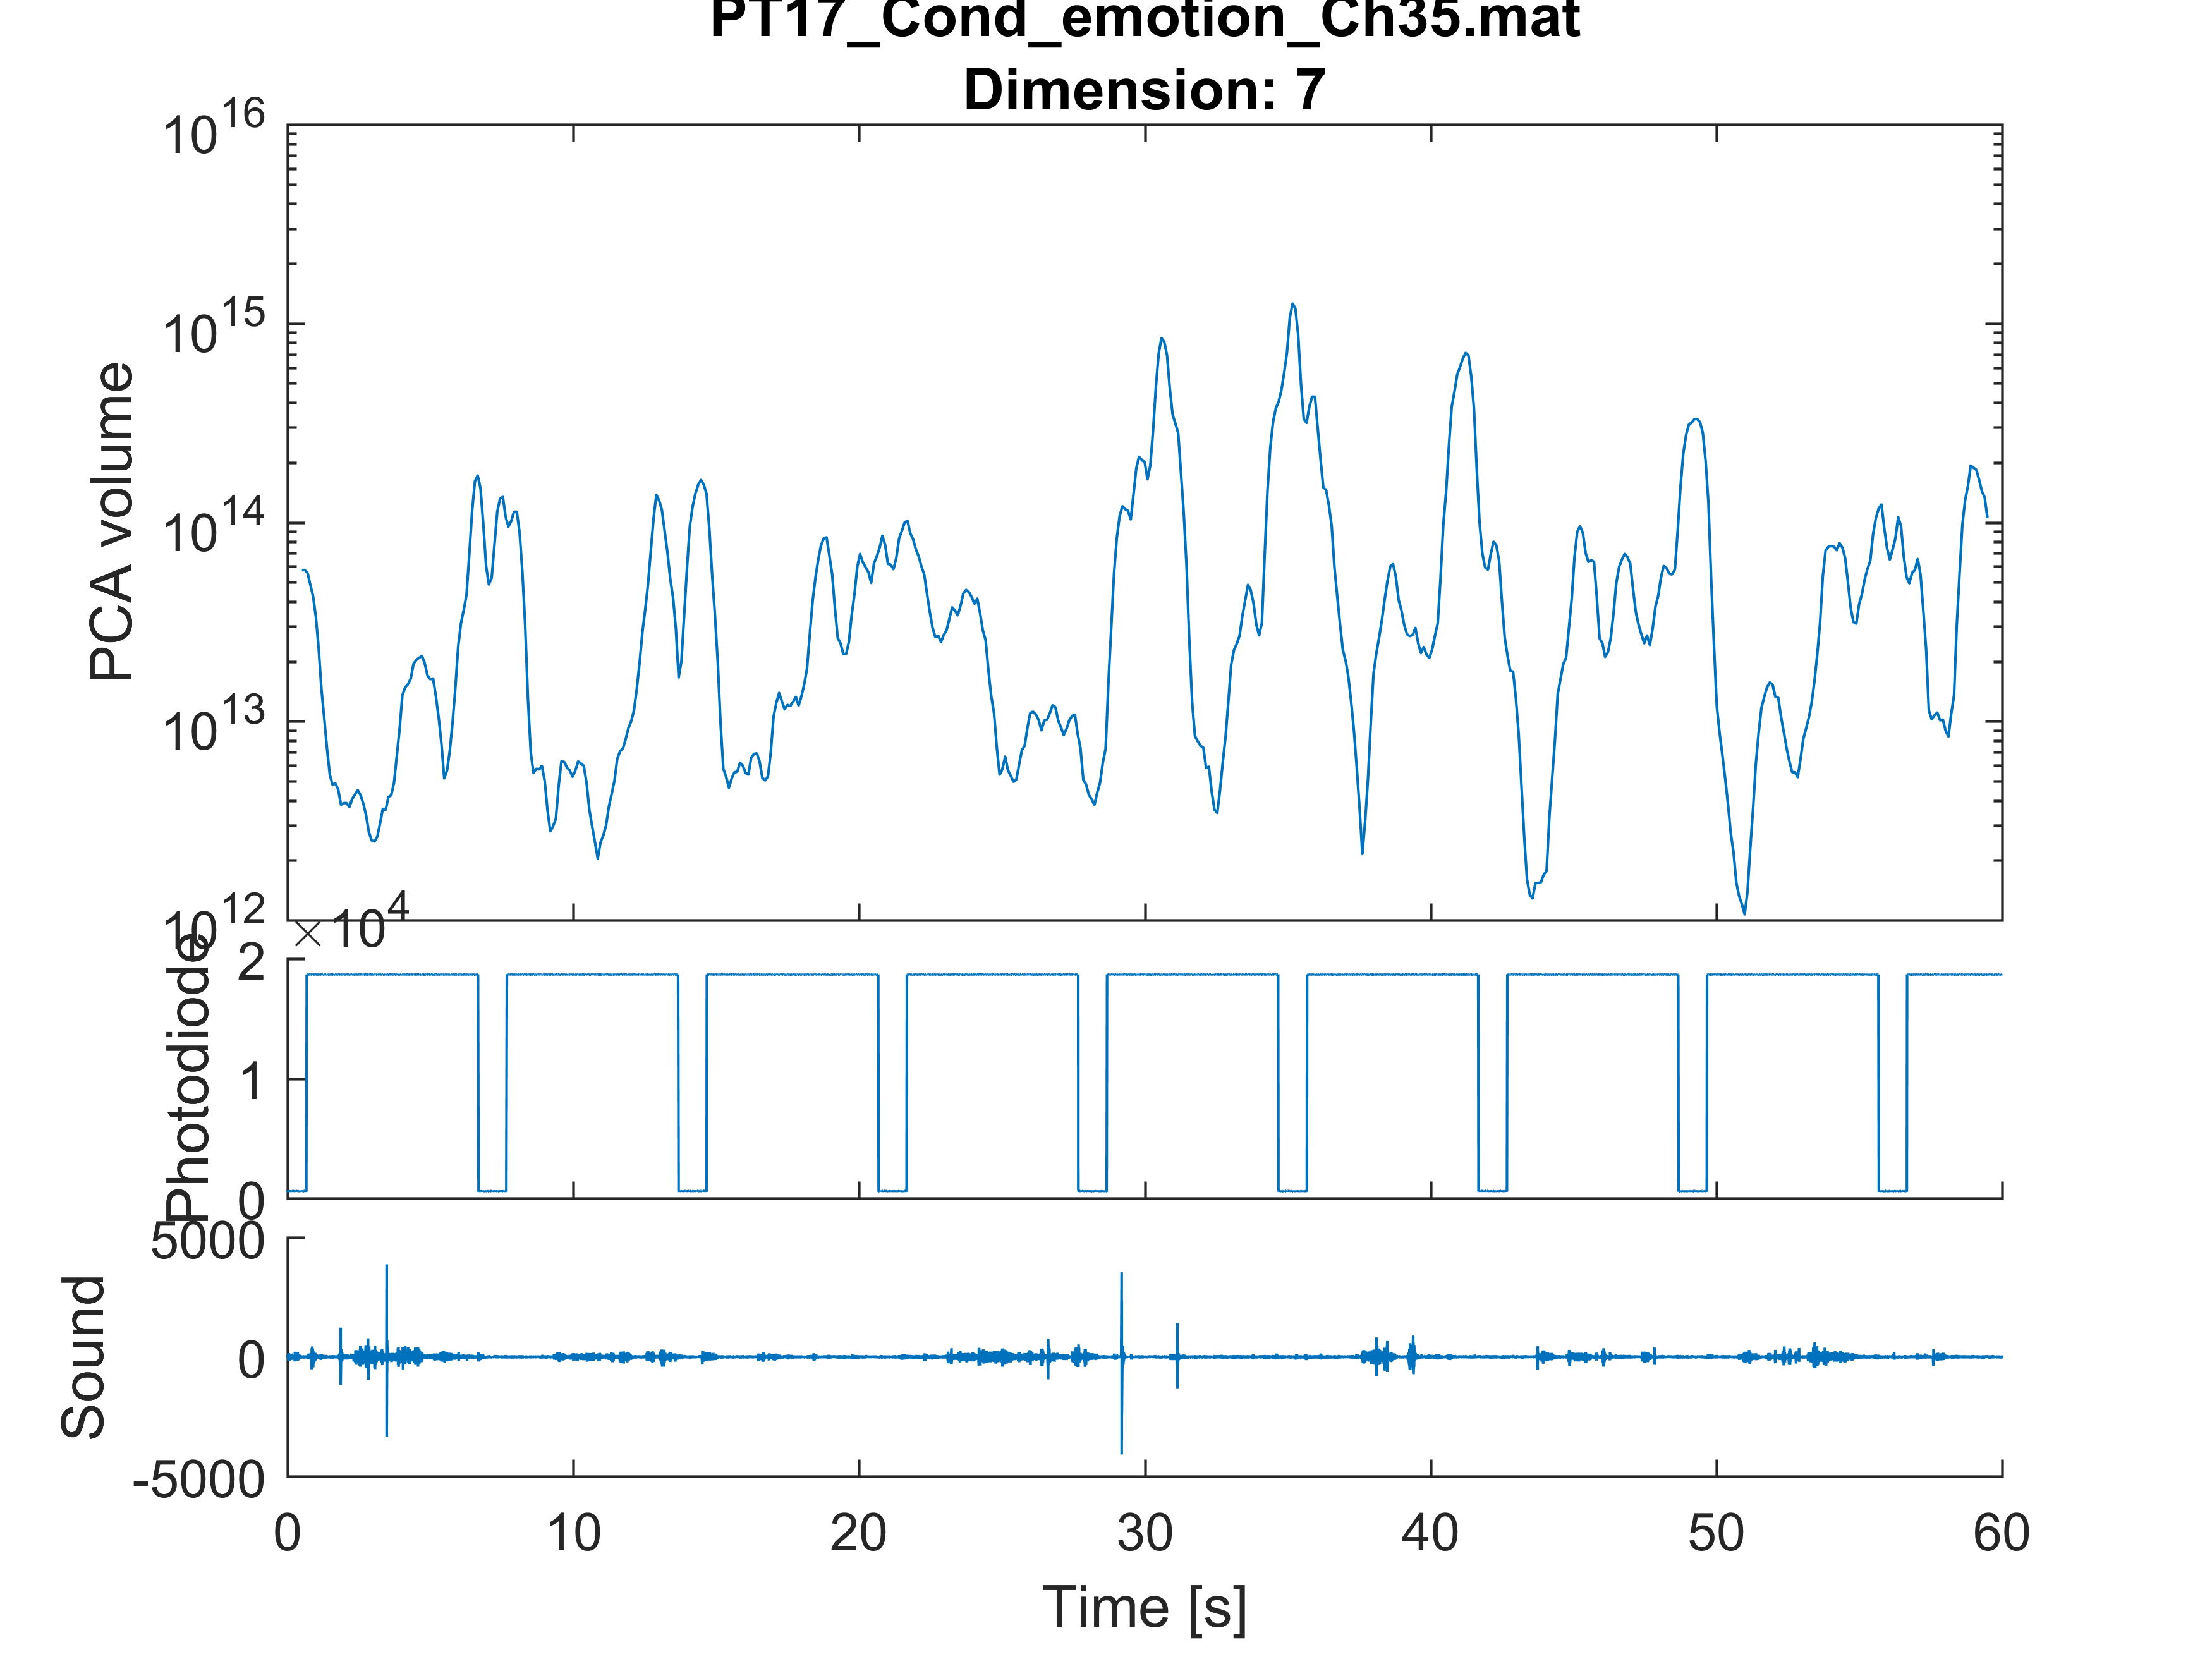 PT17_Cond_emotion_Ch35.mat
Dimension: 7
10^16
10^15
10^14
10^13
10^12
PCA volume
× 10^4
2
1
0
Photodiode
5000
0
-5000
Sound
0 10 20 30 40 50 60
Time [s]